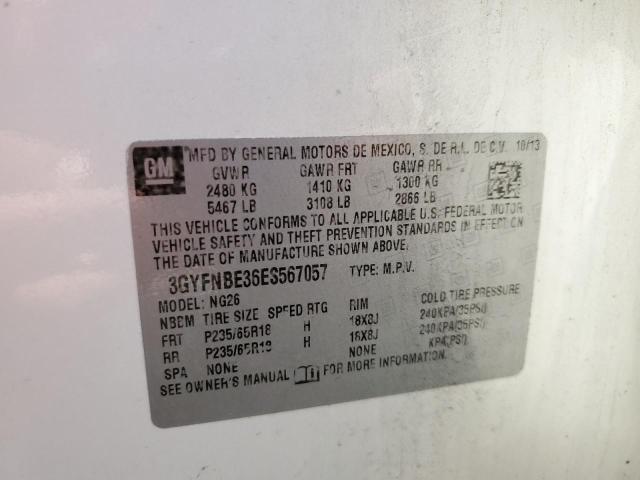 GM
MFD BY GENERAL MOTORS DE MEXICO, S. DE R.L. DE C.V. 10/13
GVWR GAWR FRT GAWR RR
2480 KG 1410 KG 1300 KG
5467 LB 3108 LB 2866 LB
THIS VEHICLE CONFORMS TO ALL APPLICABLE U.S. FEDERAL MOTOR
VEHICLE SAFETY AND THEFT PREVENTION STANDARDS IN EFFECT ON
THE DATE OF MANUFACTURE SHOWN ABOVE.
3GYFNBE36ES567057 TYPE: M.P.V.
MODEL: NG26
NBDM TIRE SIZE SPEED RTG RIM COLD TIRE PRESSURE
FRT P235/65R18 H 18X8J 240KPA(35PSI)
RR P235/65R18 H 18X8J 240KPA(35PSI)
SPA NONE NONE KPA(PSI)
SEE OWNER'S MANUAL FOR MORE INFORMATION.